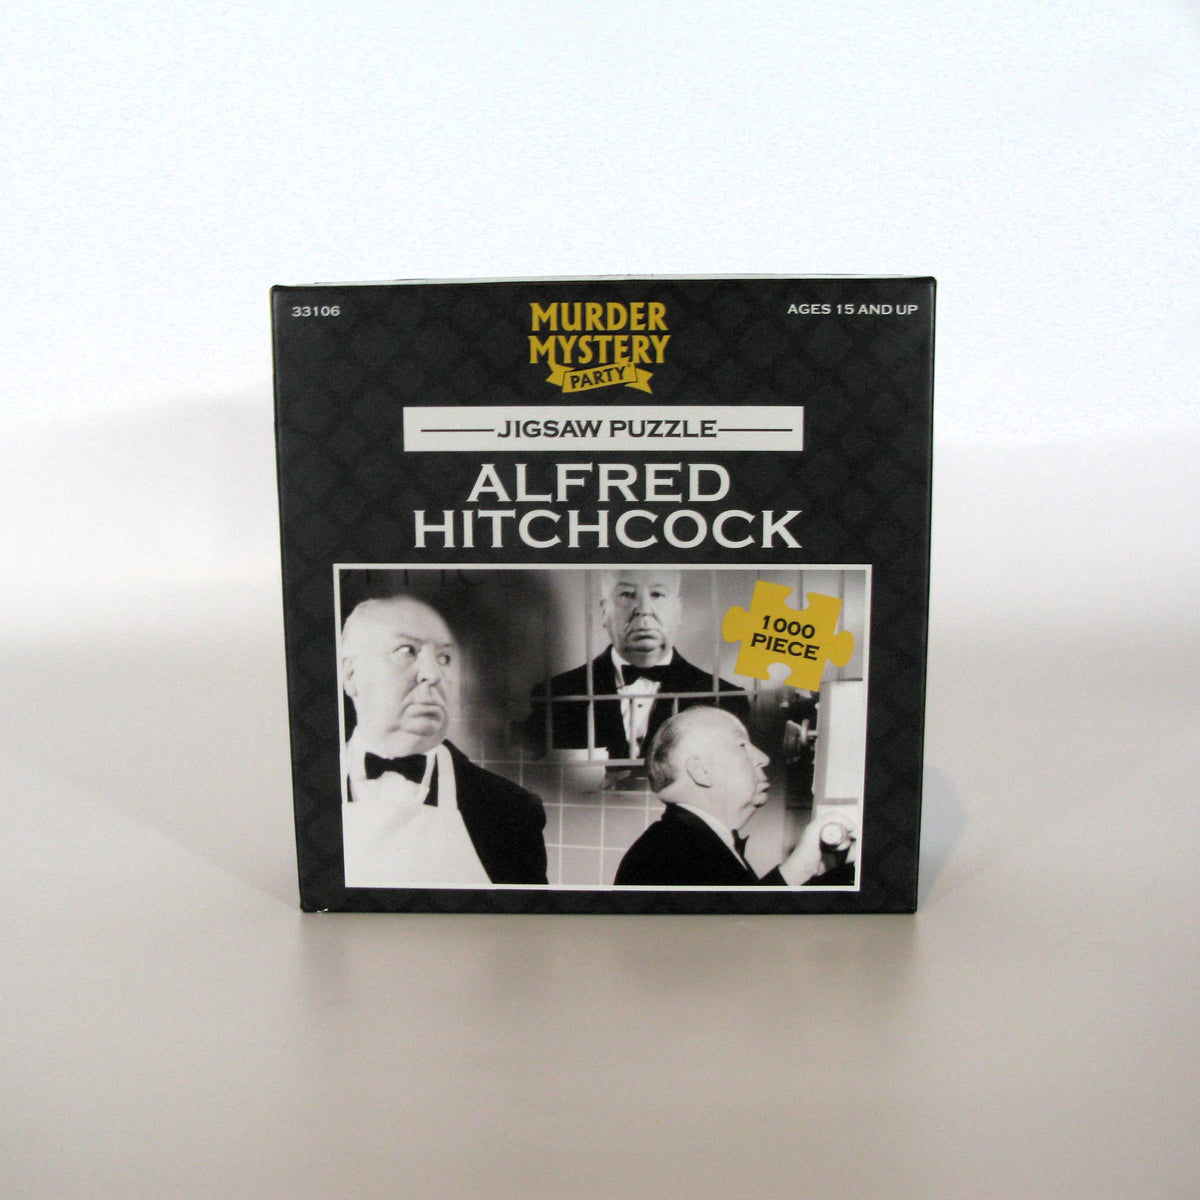 33106
MURDER
MYSTERY
PARTY
AGES 15 AND UP
JIGSAW PUZZLE
ALFRED
HITCHCOCK
1000
PIECE